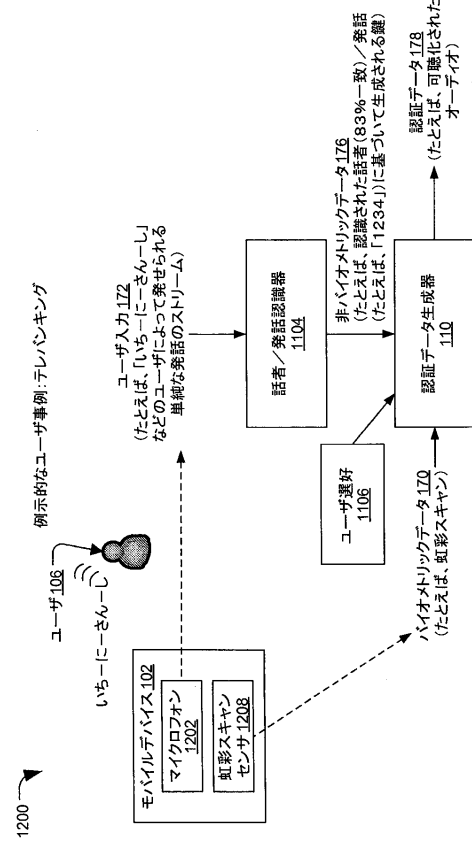 1200
例示的なユーザ事例:テレバンキング
ユーザ106
いちーにーさんーし
モバイルデバイス102
マイクロフォン
1202
虹彩スキャン
センサ1208
ユーザ入力172
(たとえば、「いちーにーさんーし」
などのユーザによって発せられる
単純な発話のストリーム)
話者/発話認識器
1104
非バイオメトリックデータ176
(たとえば、認識された話者(83%一致)/発話
(たとえば、「1234」)に基づいて生成される鍵)
ユーザ選好
1106
バイオメトリックデータ170
(たとえば、虹彩スキャン)
認証データ生成器
110
認証データ178
(たとえば、可聴化された
オーディオ)